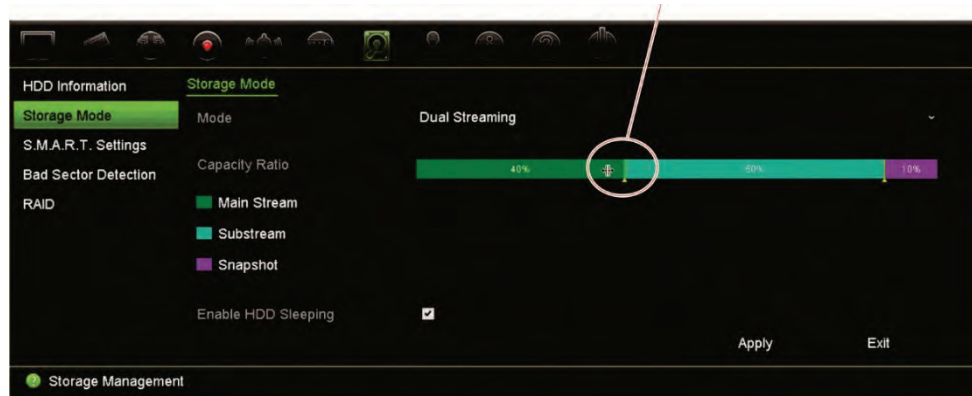 HDD Information
Storage Mode
Storage Mode
Mode
Dual Streaming
S.M.A.R.T. Settings
Capacity Ratio
40%
50%
10%
Bad Sector Detection
RAID
Main Stream
Substream
Snapshot
Enable HDD Sleeping
Apply
Exit
Storage Management